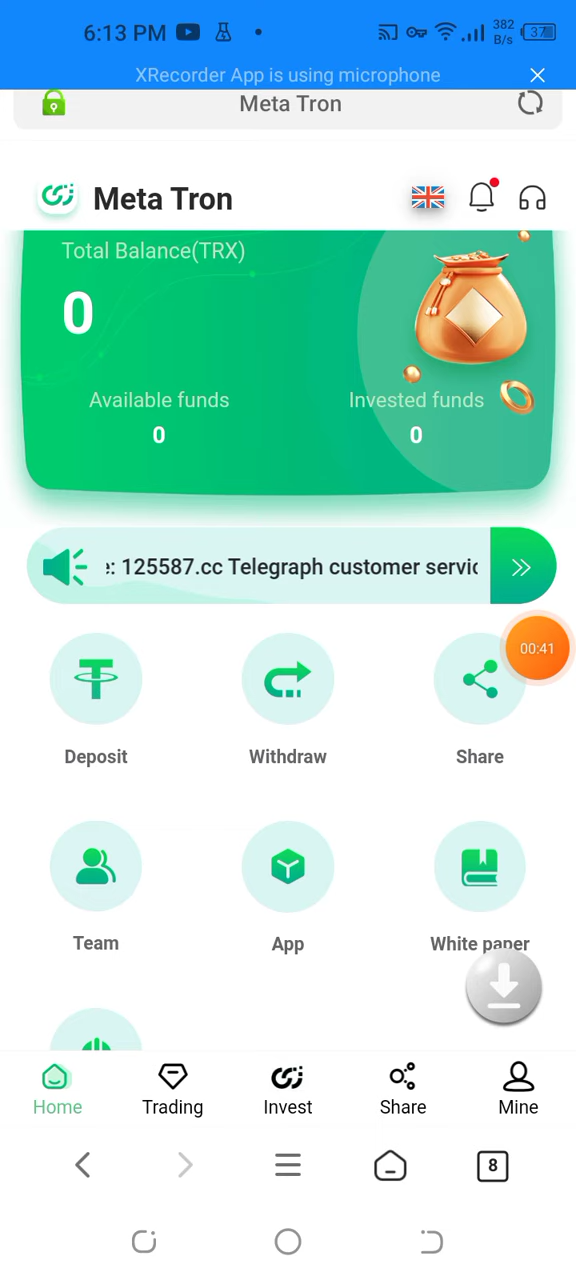 6:13 PM
382 B/s
37
XRecorder App is using microphone
Meta Tron
Meta Tron
Total Balance(TRX)
0
Available funds Invested funds
0 0
: 125587.cc Telegraph customer servic
00:41
Deposit Withdraw Share
Team App White paper
Home Trading Invest Share Mine
8